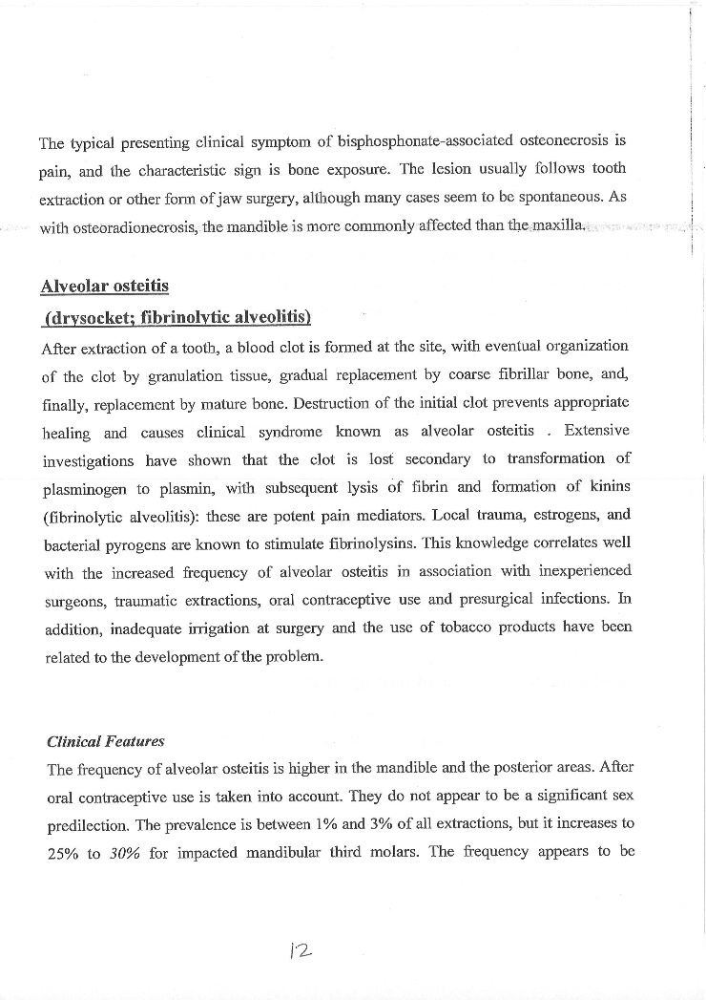 The typical presenting clinical symptom of bisphosphonate-associated osteonecrosis is
pain, and the characteristic sign is bone exposure. The lesion usually follows tooth
extraction or other form of jaw surgery, although many cases seem to be spontaneous. As
with osteoradionecrosis, the mandible is more commonly affected than the maxilla.
Alveolar osteitis
(drysocket; fibrinolytic alveolitis)
After extraction of a tooth, a blood clot is formed at the site, with eventual organization
of the clot by granulation tissue, gradual replacement by coarse fibrillar bone, and,
finally, replacement by mature bone. Destruction of the initial clot prevents appropriate
healing and causes clinical syndrome known as alveolar osteitis . Extensive
investigations have shown that the clot is lost secondary to transformation of
plasminogen to plasmin, with subsequent lysis of fibrin and formation of kinins
(fibrinolytic alveolitis): these are potent pain mediators. Local trauma, estrogens, and
bacterial pyrogens are known to stimulate fibrinolysins. This knowledge correlates well
with the increased frequency of alveolar osteitis in association with inexperienced
surgeons, traumatic extractions, oral contraceptive use and presurgical infections. In
addition, inadequate irrigation at surgery and the use of tobacco products have been
related to the development of the problem.
Clinical Features
The frequency of alveolar osteitis is higher in the mandible and the posterior areas. After
oral contraceptive use is taken into account. They do not appear to be a significant sex
predilection. The prevalence is between 1% and 3% of all extractions, but it increases to
25% to 30% for impacted mandibular third molars. The frequency appears to be
12